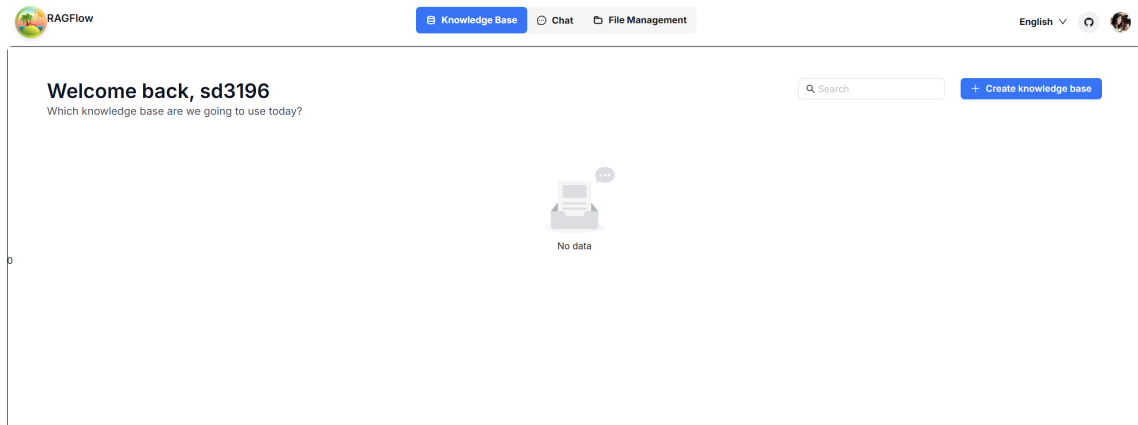 RAGFlow
Knowledge Base
Chat
File Management
English
Welcome back, sd3196
Which knowledge base are we going to use today?
Search
Create knowledge base
No data
0